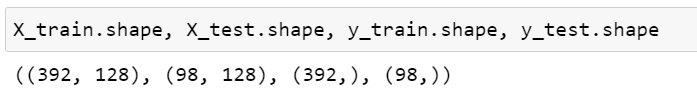 X_train.shape, X_test.shape, y_train.shape, y_test.shape
((392, 128), (98, 128), (392,), (98,))